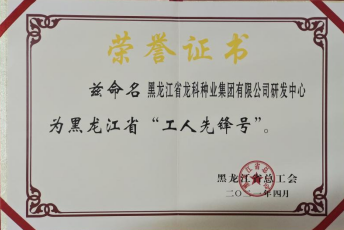 荣誉证书
兹命名 黑龙江省龙科种业集团有限公司研发中心
为黑龙江省“工人先锋号”。
黑龙江省总工会
二〇二一年四月